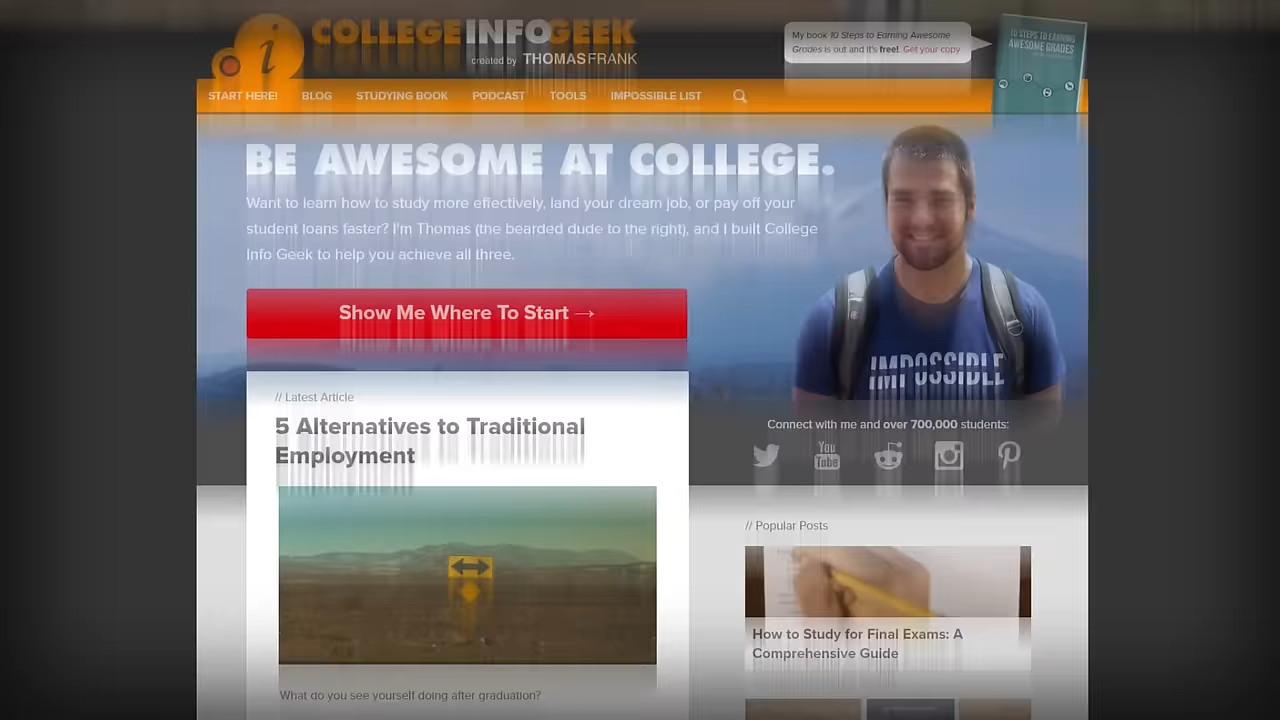 COLLEGEINFOGEEK
created by THOMASFRANK
My book 10 Steps to Earning Awesome
Grades is out and it's free! Get your copy
10 STEPS TO EARNING
AWESOME GRADES
START HERE! BLOG STUDYING BOOK PODCAST TOOLS IMPOSSIBLE LIST
BE AWESOME AT COLLEGE.
Want to learn how to study more effectively, land your dream job, or pay off your
student loans faster? I'm Thomas (the bearded dude to the right), and I built College
Info Geek to help you achieve all three.
Show Me Where To Start →
IMPOSSIBLE
// Latest Article
5 Alternatives to Traditional
Employment
What do you see yourself doing after graduation?
Connect with me and over 700,000 students:
You
Tube
// Popular Posts
How to Study for Final Exams: A
Comprehensive Guide